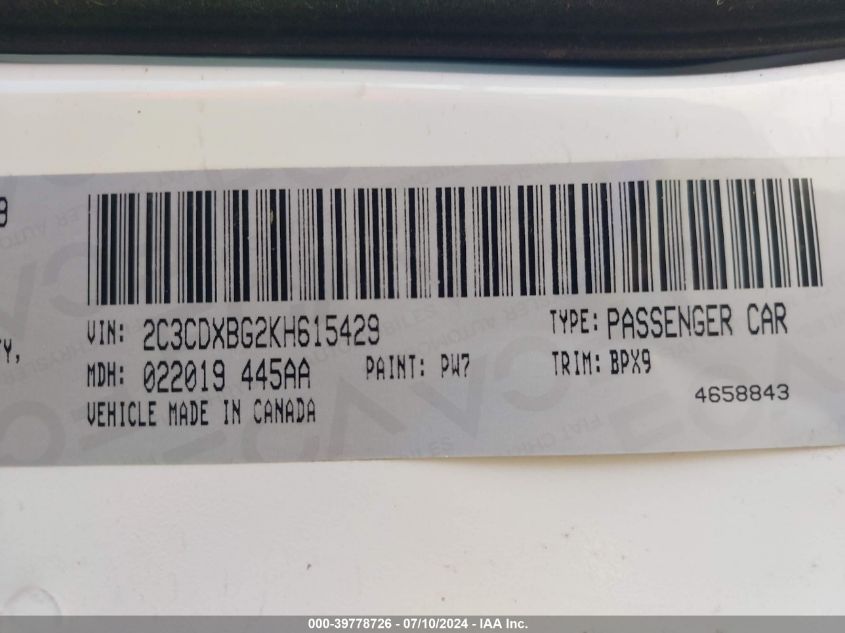 VIN: 2C3CDXBG2KH615429 TYPE: PASSENGER CAR
MDH: 022019 445AA PAINT: PW7 TRIM: BPX9
VEHICLE MADE IN CANADA 4658843
000-39778726 - 07/10/2024 - IAA Inc.